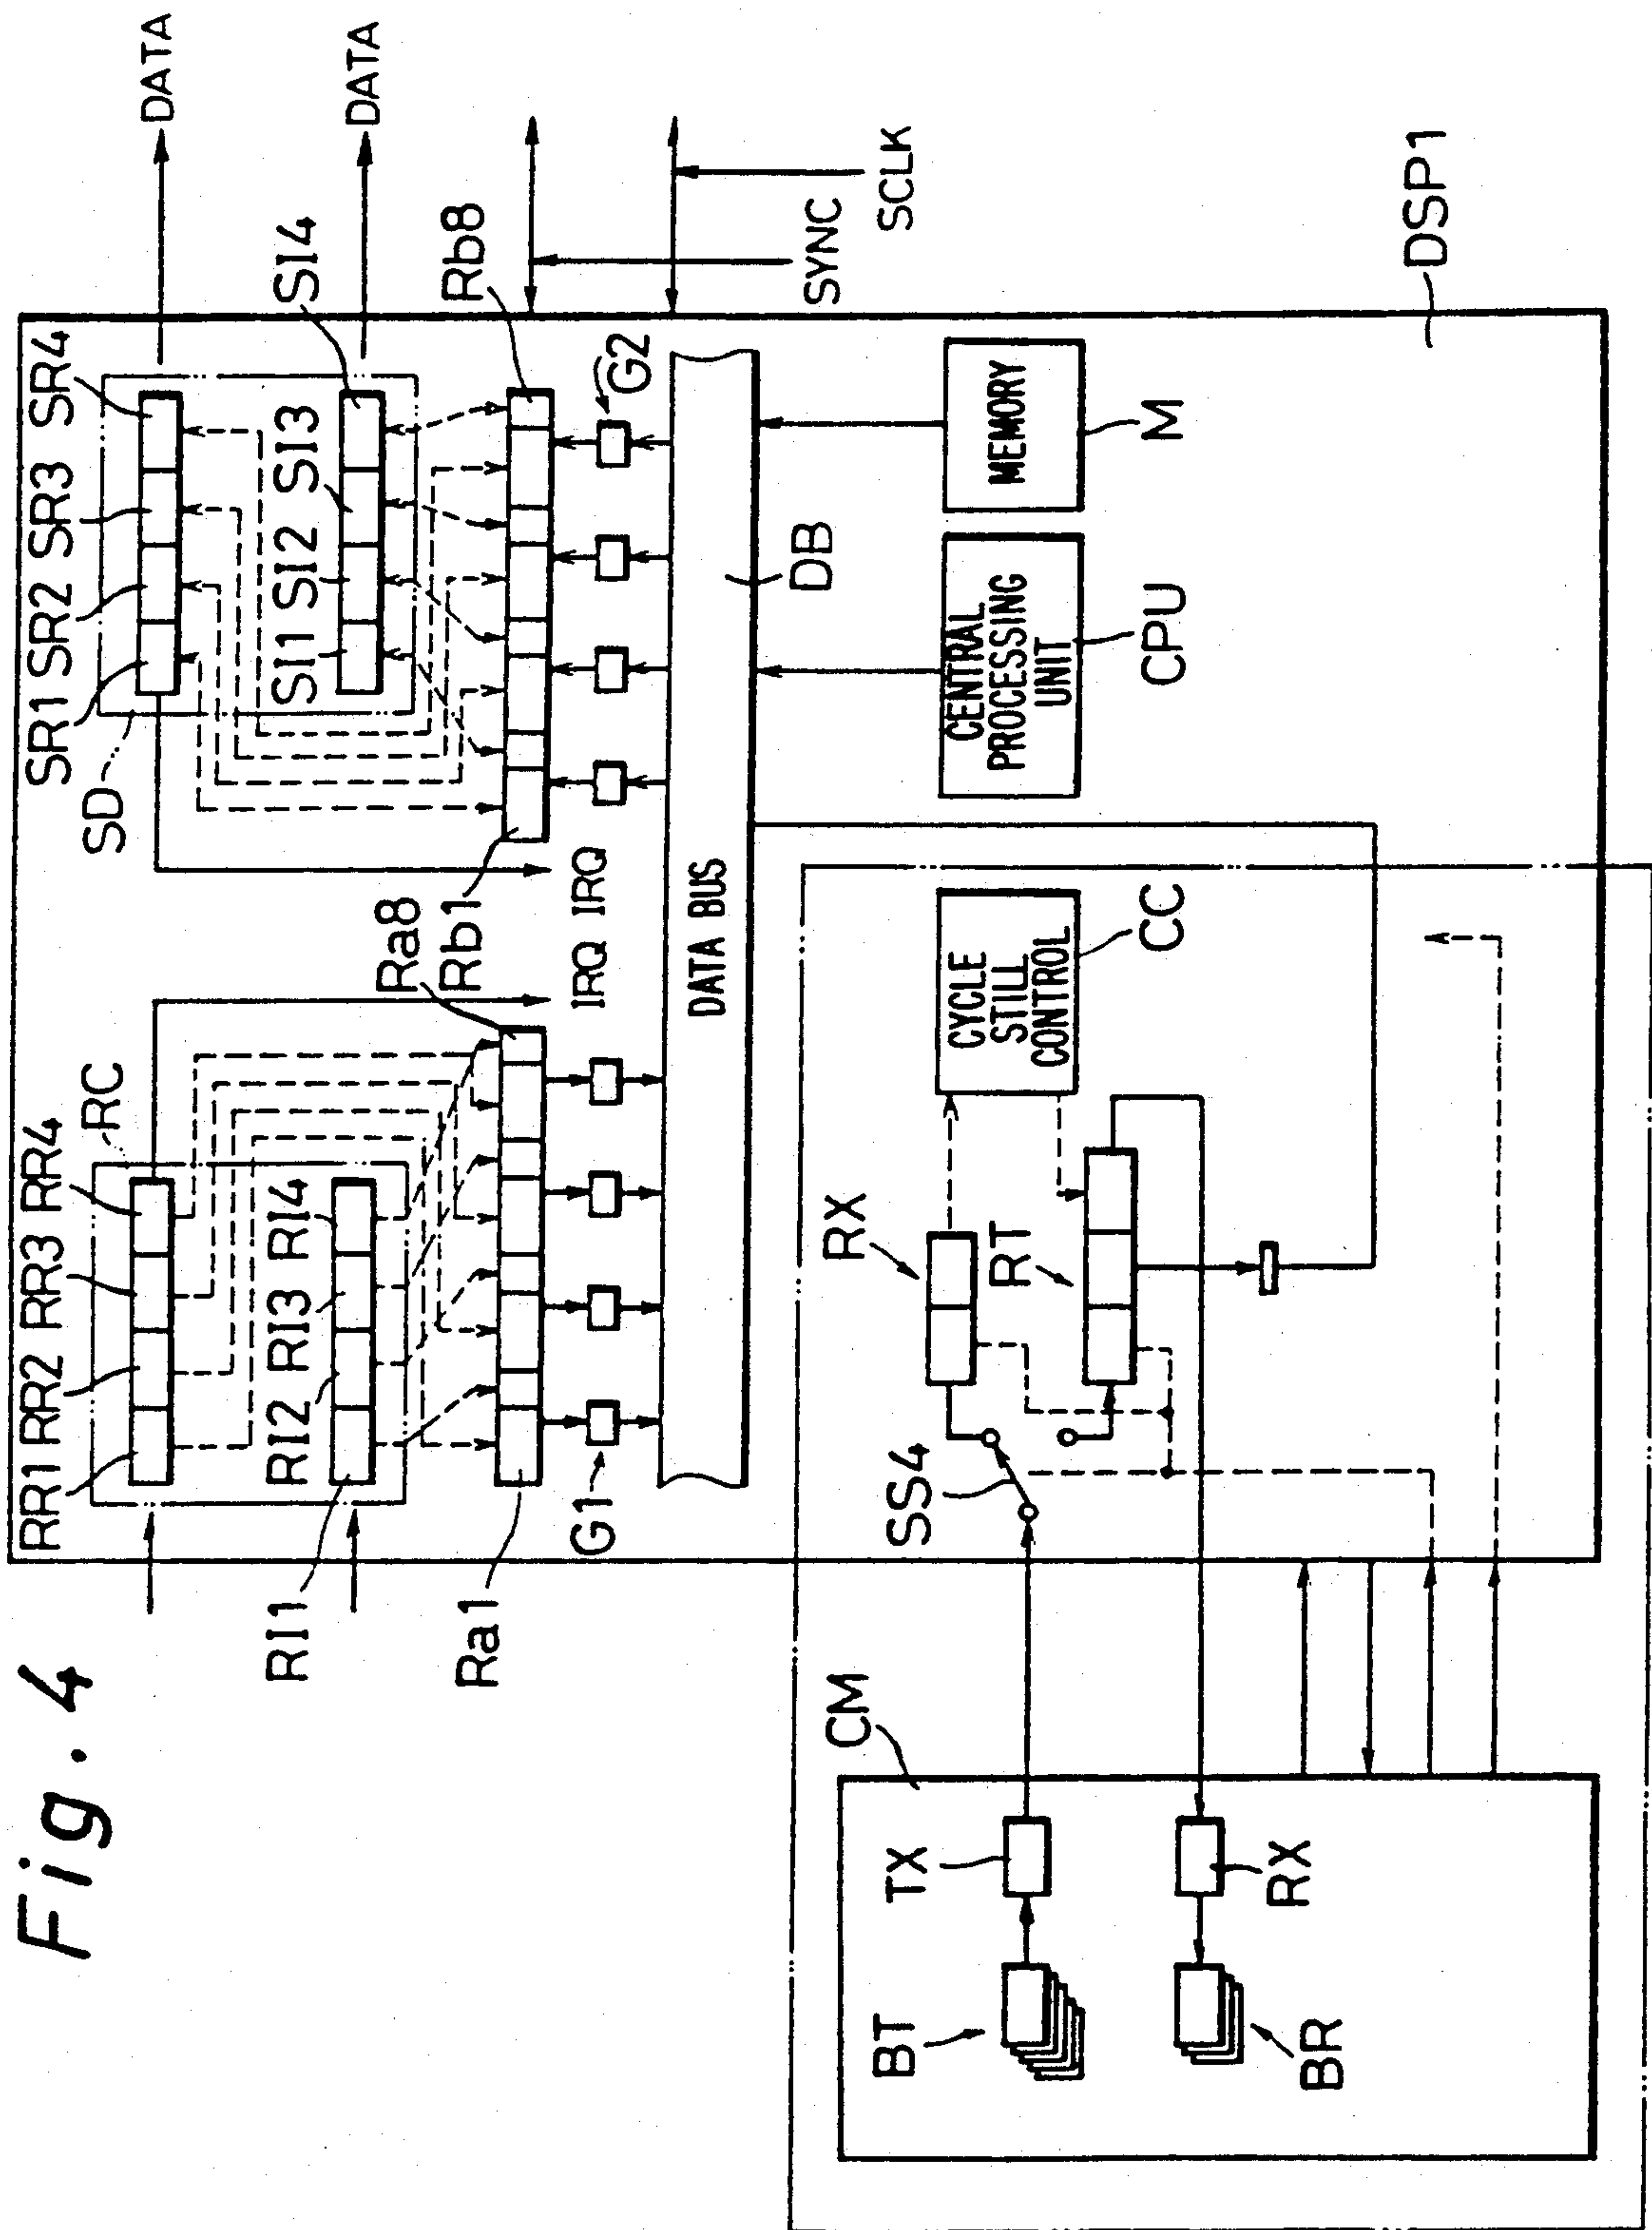 Fig. 4
RR1 RR2 RR3 RR4
RC
SR1 SR2 SR3 SR4
SD
DATA
RI1
RI2 RI3 RI4
SI1 SI2 SI3
SI4
DATA
Ra1
Ra8
Rb1
Rb8
G1
IRQ IRQ
G2
DATA BUS
DB
SYNC
SCLK
CM
TX
BT
RX
BR
SS4
RX
RT
CYCLE
STILL
CONTROL
CC
CENTRAL
PROCESSING
UNIT
CPU
MEMORY
M
DSP1